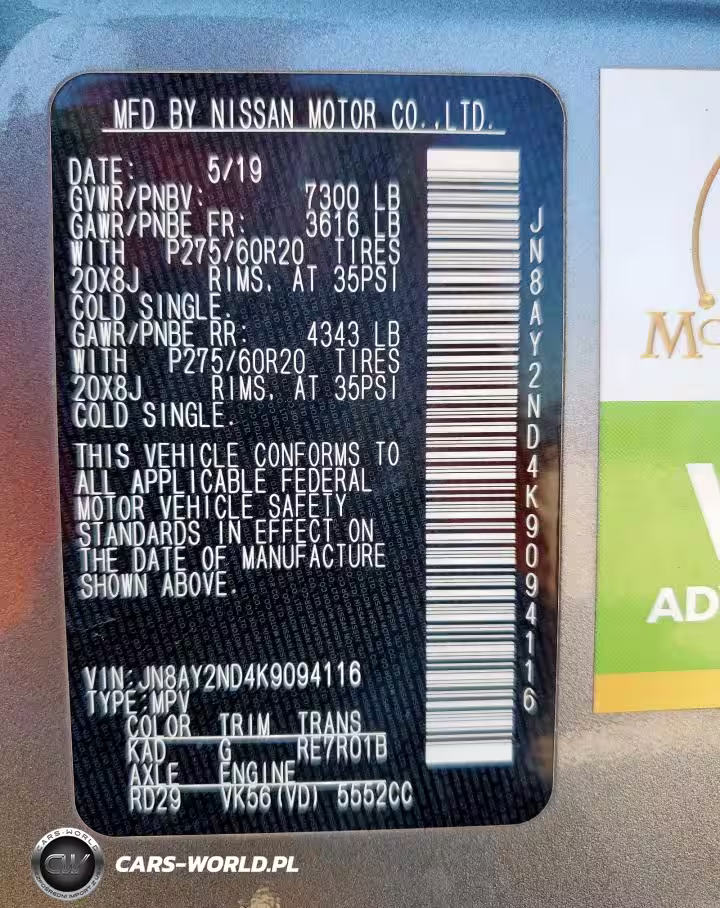 MFD BY NISSAN MOTOR CO.,LTD.
DATE: 5/19
GVWR/PNBV: 7300 LB
GAWR/PNBE FR: 3616 LB
WITH P275/60R20 TIRES
20X8J RIMS. AT 35PSI
COLD SINGLE.
GAWR/PNBE RR: 4343 LB
WITH P275/60R20 TIRES
20X8J RIMS. AT 35PSI
COLD SINGLE.
THIS VEHICLE CONFORMS TO
ALL APPLICABLE FEDERAL
MOTOR VEHICLE SAFETY
STANDARDS IN EFFECT ON
THE DATE OF MANUFACTURE
SHOWN ABOVE.
VIN:JN8AY2ND4K9094116
TYPE:MPV
COLOR TRIM TRANS
KAD G RE7R01B
AXLE ENGINE
RD29 VK56(VD) 5552CC
JN8AY2ND4K9094116
AD
CARS-WORLD
CW
CARS-WORLD.PL